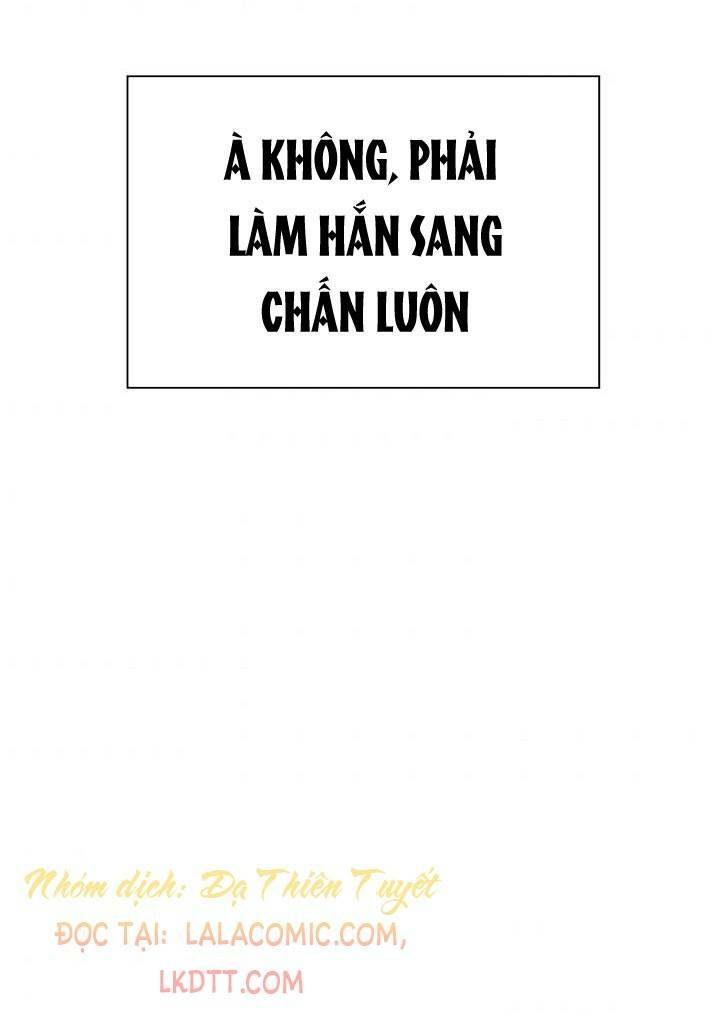 À KHÔNG, PHẢI
LÀM HẮN SANG
CHẤN LUÔN
Nhóm dịch: Dạ Thiên Tuyết
ĐỌC TẠI: LALACOMIC.COM,
LKDTT.COM